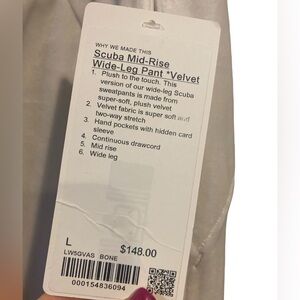 WHY WE MADE THIS
Scuba Mid-Rise
Wide-Leg Pant *Velvet
1. Plush to the touch. This
version of our wide-leg Scuba
sweatpants is made from
super-soft, plush velvet
2. Velvet fabric is super soft and
two-way stretch
3. Hand pockets with hidden card
sleeve
4. Continuous drawcord
5. Mid rise
6. Wide leg
L
$148.00
LW5GVAS BONE
000154836094